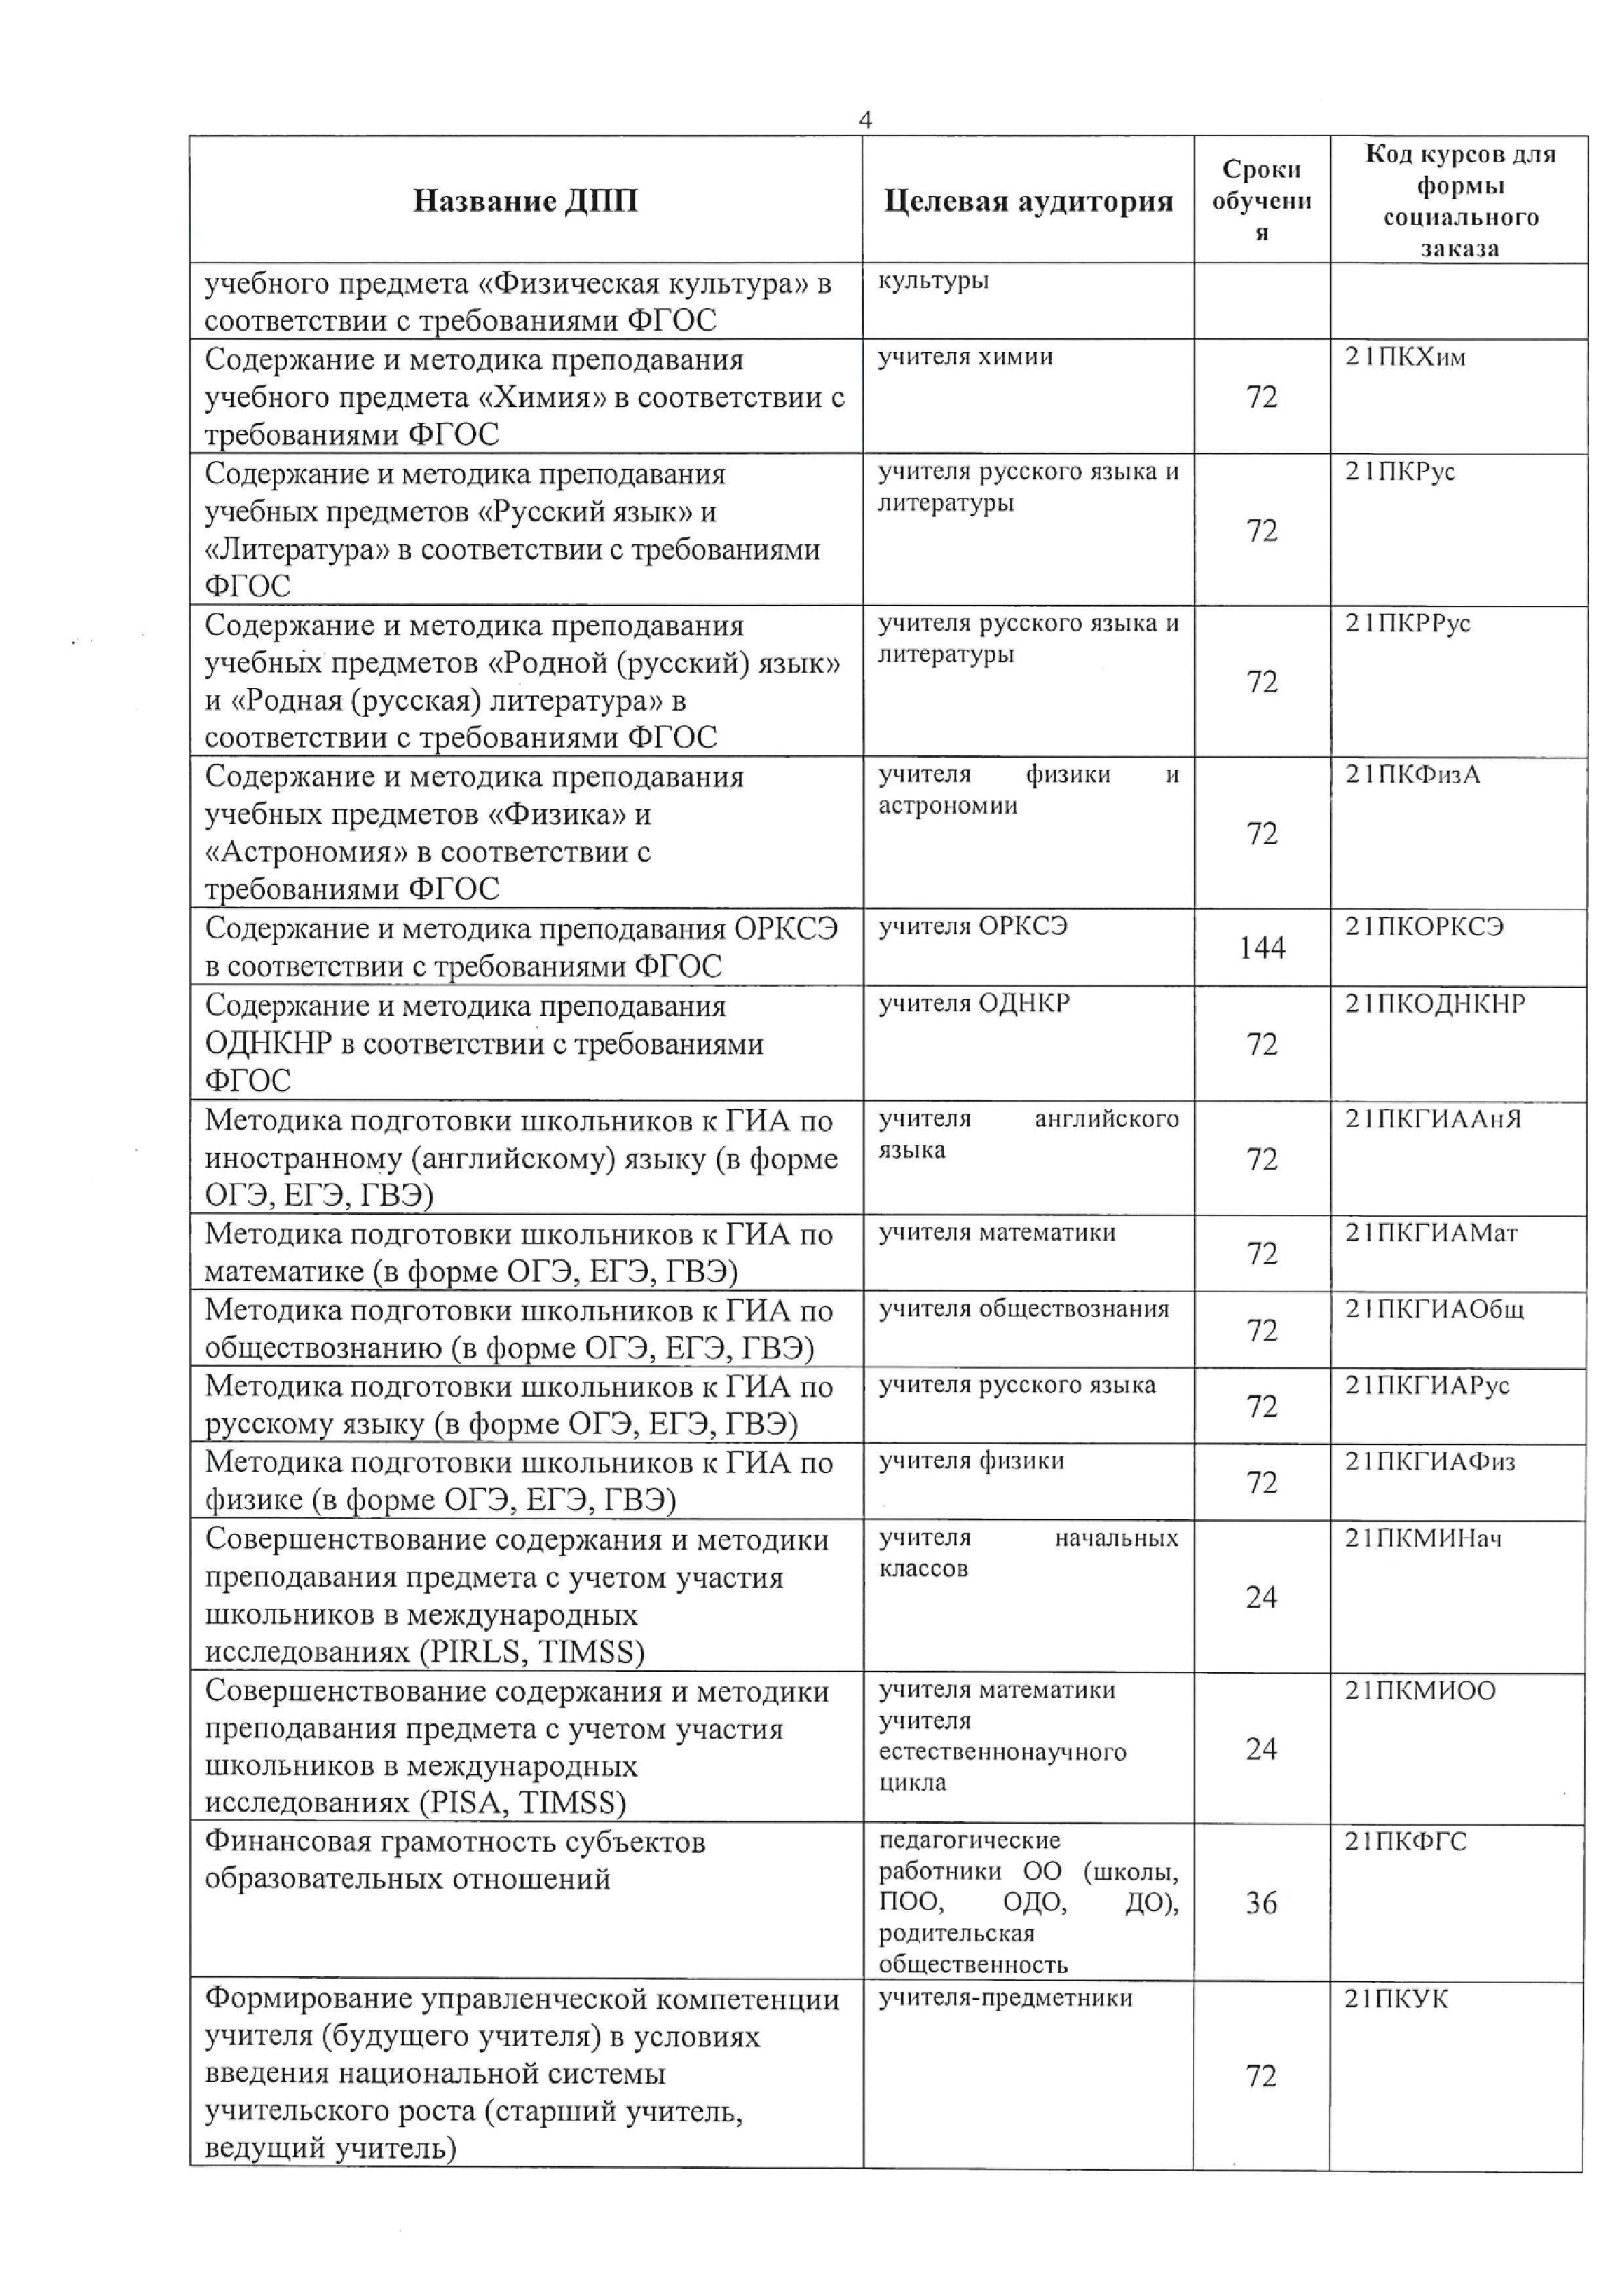 4
Название ДПП
Целевая аудитория
Сроки
обучени
я
Код курсов для
формы
социального
заказа
учебного предмета «Физическая культура» в
соответствии с требованиями ФГОС
культуры
Содержание и методика преподавания
учебного предмета «Химия» в соответствии с
требованиями ФГОС
учителя химии
72
21ПКХим
Содержание и методика преподавания
учебных предметов «Русский язык» и
«Литература» в соответствии с требованиями
ФГОС
учителя русского языка и
литературы
72
21ПКРус
Содержание и методика преподавания
учебных предметов «Родной (русский) язык»
и «Родная (русская) литература» в
соответствии с требованиями ФГОС
учителя русского языка и
литературы
72
21ПКРРус
Содержание и методика преподавания
учебных предметов «Физика» и
«Астрономия» в соответствии с
требованиями ФГОС
учителя физики и
астрономии
72
21ПКФизА
Содержание и методика преподавания ОРКСЭ
в соответствии с требованиями ФГОС
учителя ОРКСЭ
144
21ПКОРКСЭ
Содержание и методика преподавания
ОДНКНР в соответствии с требованиями
ФГОС
учителя ОДНКР
72
21ПКОДНКНР
Методика подготовки школьников к ГИА по
иностранному (английскому) языку (в форме
ОГЭ, ЕГЭ, ГВЭ)
учителя английского
языка
72
21ПКГИААнЯ
Методика подготовки школьников к ГИА по
математике (в форме ОГЭ, ЕГЭ, ГВЭ)
учителя математики
72
21ПКГИАМат
Методика подготовки школьников к ГИА по
обществознанию (в форме ОГЭ, ЕГЭ, ГВЭ)
учителя обществознания
72
21ПКГИАОбщ
Методика подготовки школьников к ГИА по
русскому языку (в форме ОГЭ, ЕГЭ, ГВЭ)
учителя русского языка
72
21ПКГИАРус
Методика подготовки школьников к ГИА по
физике (в форме ОГЭ, ЕГЭ, ГВЭ)
учителя физики
72
21ПКГИАФиз
Совершенствование содержания и методики
преподавания предмета с учетом участия
школьников в международных
исследованиях (PIRLS, TIMSS)
учителя начальных
классов
24
21ПКМИНач
Совершенствование содержания и методики
преподавания предмета с учетом участия
школьников в международных
исследованиях (PISA, TIMSS)
учителя математики
учителя
естественнонаучного
цикла
24
21ПКМИОО
Финансовая грамотность субъектов
образовательных отношений
педагогические
работники ОО (школы,
ПОО, ОДО, ДО),
родительская
общественность
36
21ПКФГС
Формирование управленческой компетенции
учителя (будущего учителя) в условиях
введения национальной системы
учительского роста (старший учитель,
ведущий учитель)
учителя-предметники
72
21ПКУК